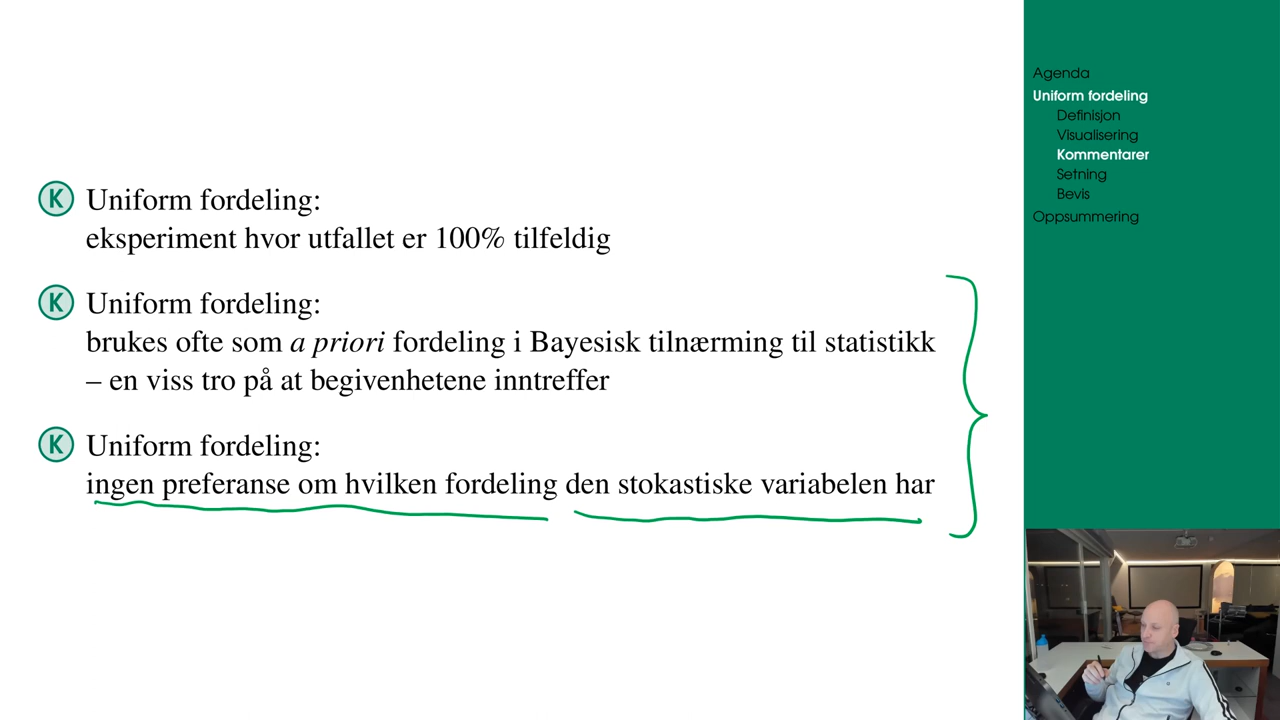 K Uniform fordeling:
eksperiment hvor utfallet er 100% tilfeldig
K Uniform fordeling:
brukes ofte som a priori fordeling i Bayesisk tilnærming til statistikk
– en viss tro på at begivenhetene inntreffer
K Uniform fordeling:
ingen preferanse om hvilken fordeling den stokastiske variabelen har
Agenda
Uniform fordeling
Definisjon
Visualisering
Kommentarer
Setning
Bevis
Oppsummering